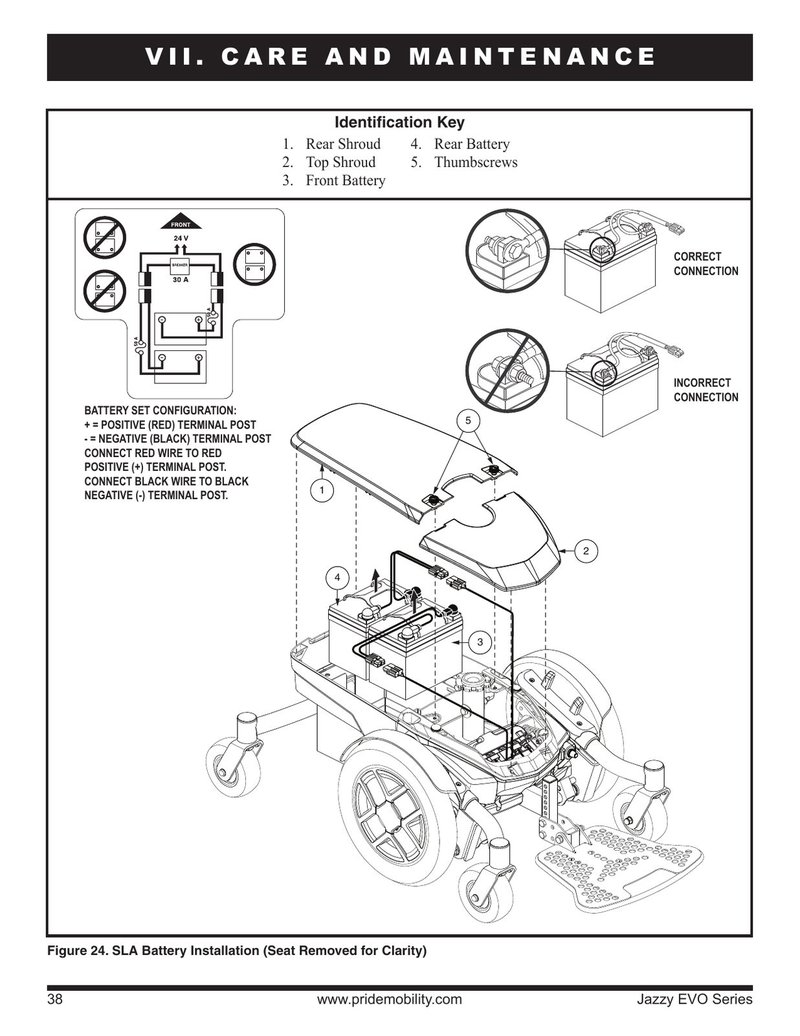 VII. CARE AND MAINTENANCE
Identification Key
1. Rear Shroud
2. Top Shroud
3. Front Battery
4. Rear Battery
5. Thumbscrews
FRONT
24 V
BREAKER
30 A
- +
- +
CORRECT
CONNECTION
INCORRECT
CONNECTION
BATTERY SET CONFIGURATION:
+ = POSITIVE (RED) TERMINAL POST
- = NEGATIVE (BLACK) TERMINAL POST
CONNECT RED WIRE TO RED
POSITIVE (+) TERMINAL POST.
CONNECT BLACK WIRE TO BLACK
NEGATIVE (-) TERMINAL POST.
5
1
2
4
3
Figure 24. SLA Battery Installation (Seat Removed for Clarity)
38 www.pridemobility.com Jazzy EVO Series